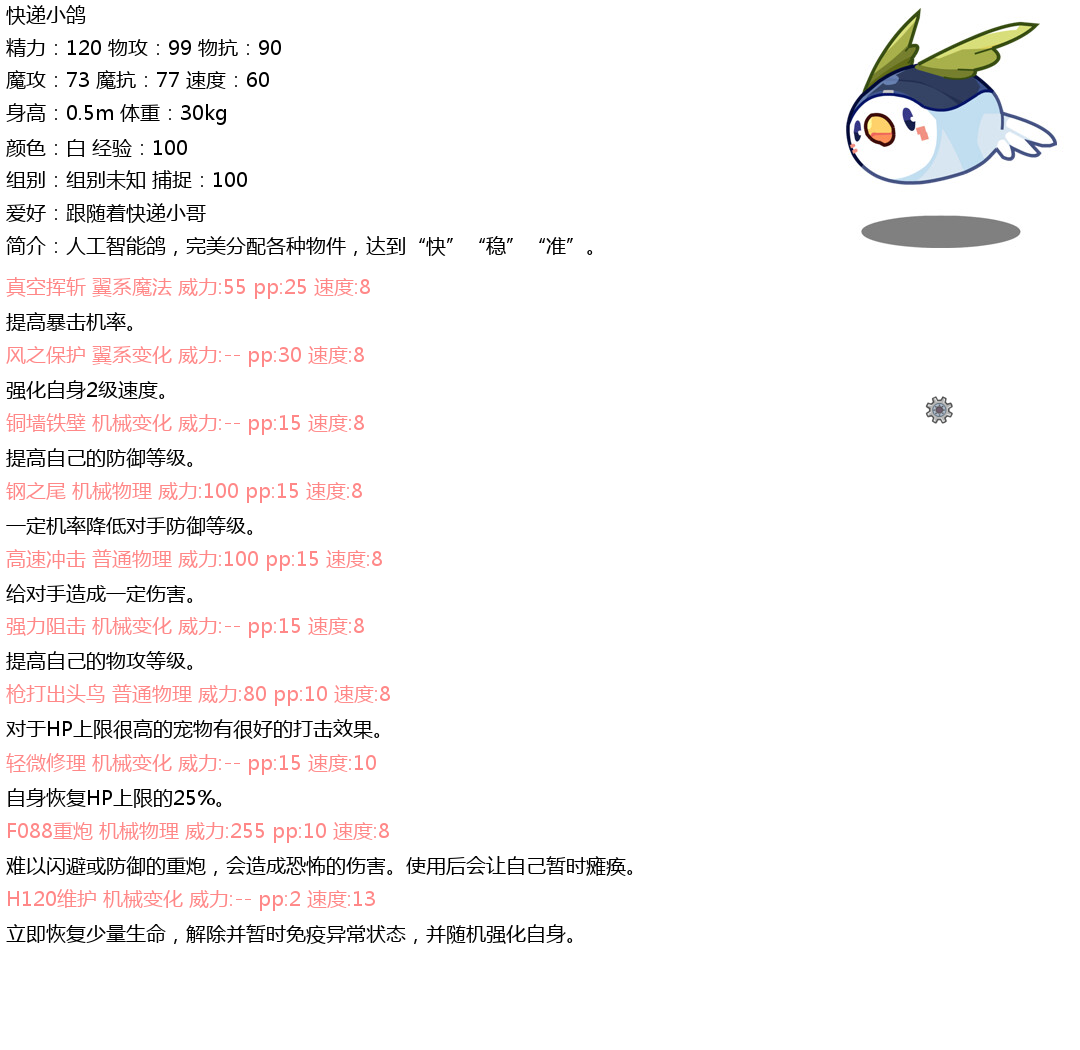 快递小鸽
精力：120 物攻：99 物抗：90
魔攻：73 魔抗：77 速度：60
身高：0.5m 体重：30kg
颜色：白 经验：100
组别：组别未知 捕捉：100
爱好：跟随着快递小哥
简介：人工智能鸽，完美分配各种物件，达到“快”“稳”“准”。
真空挥斩 翼系魔法 威力:55 pp:25 速度:8
提高暴击机率。
风之保护 翼系变化 威力:-- pp:30 速度:8
强化自身2级速度。
铜墙铁壁 机械变化 威力:-- pp:15 速度:8
提高自己的防御等级。
钢之尾 机械物理 威力:100 pp:15 速度:8
一定机率降低对手防御等级。
高速冲击 普通物理 威力:100 pp:15 速度:8
给对手造成一定伤害。
强力阻击 机械变化 威力:-- pp:15 速度:8
提高自己的物攻等级。
枪打出头鸟 普通物理 威力:80 pp:10 速度:8
对于HP上限很高的宠物有很好的打击效果。
轻微修理 机械变化 威力:-- pp:15 速度:10
自身恢复HP上限的25%。
F088重炮 机械物理 威力:255 pp:10 速度:8
难以闪避或防御的重炮，会造成恐怖的伤害。使用后会让自己暂时瘫痪。
H120维护 机械变化 威力:-- pp:2 速度:13
立即恢复少量生命，解除并暂时免疫异常状态，并随机强化自身。